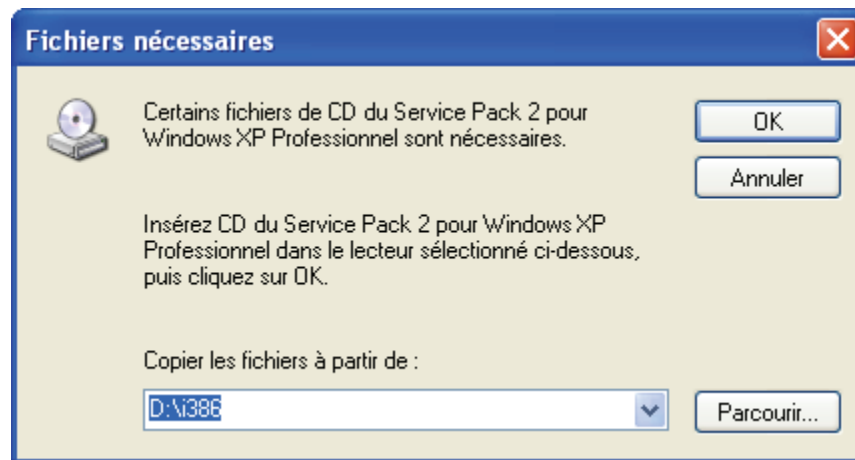 Fichiers nécessaires
Certains fichiers de CD du Service Pack 2 pour
Windows XP Professionnel sont nécessaires.
OK
Annuler
Insérez CD du Service Pack 2 pour Windows XP
Professionnel dans le lecteur sélectionné ci-dessous,
puis cliquez sur OK.
Copier les fichiers à partir de :
D:\i386
Parcourir...